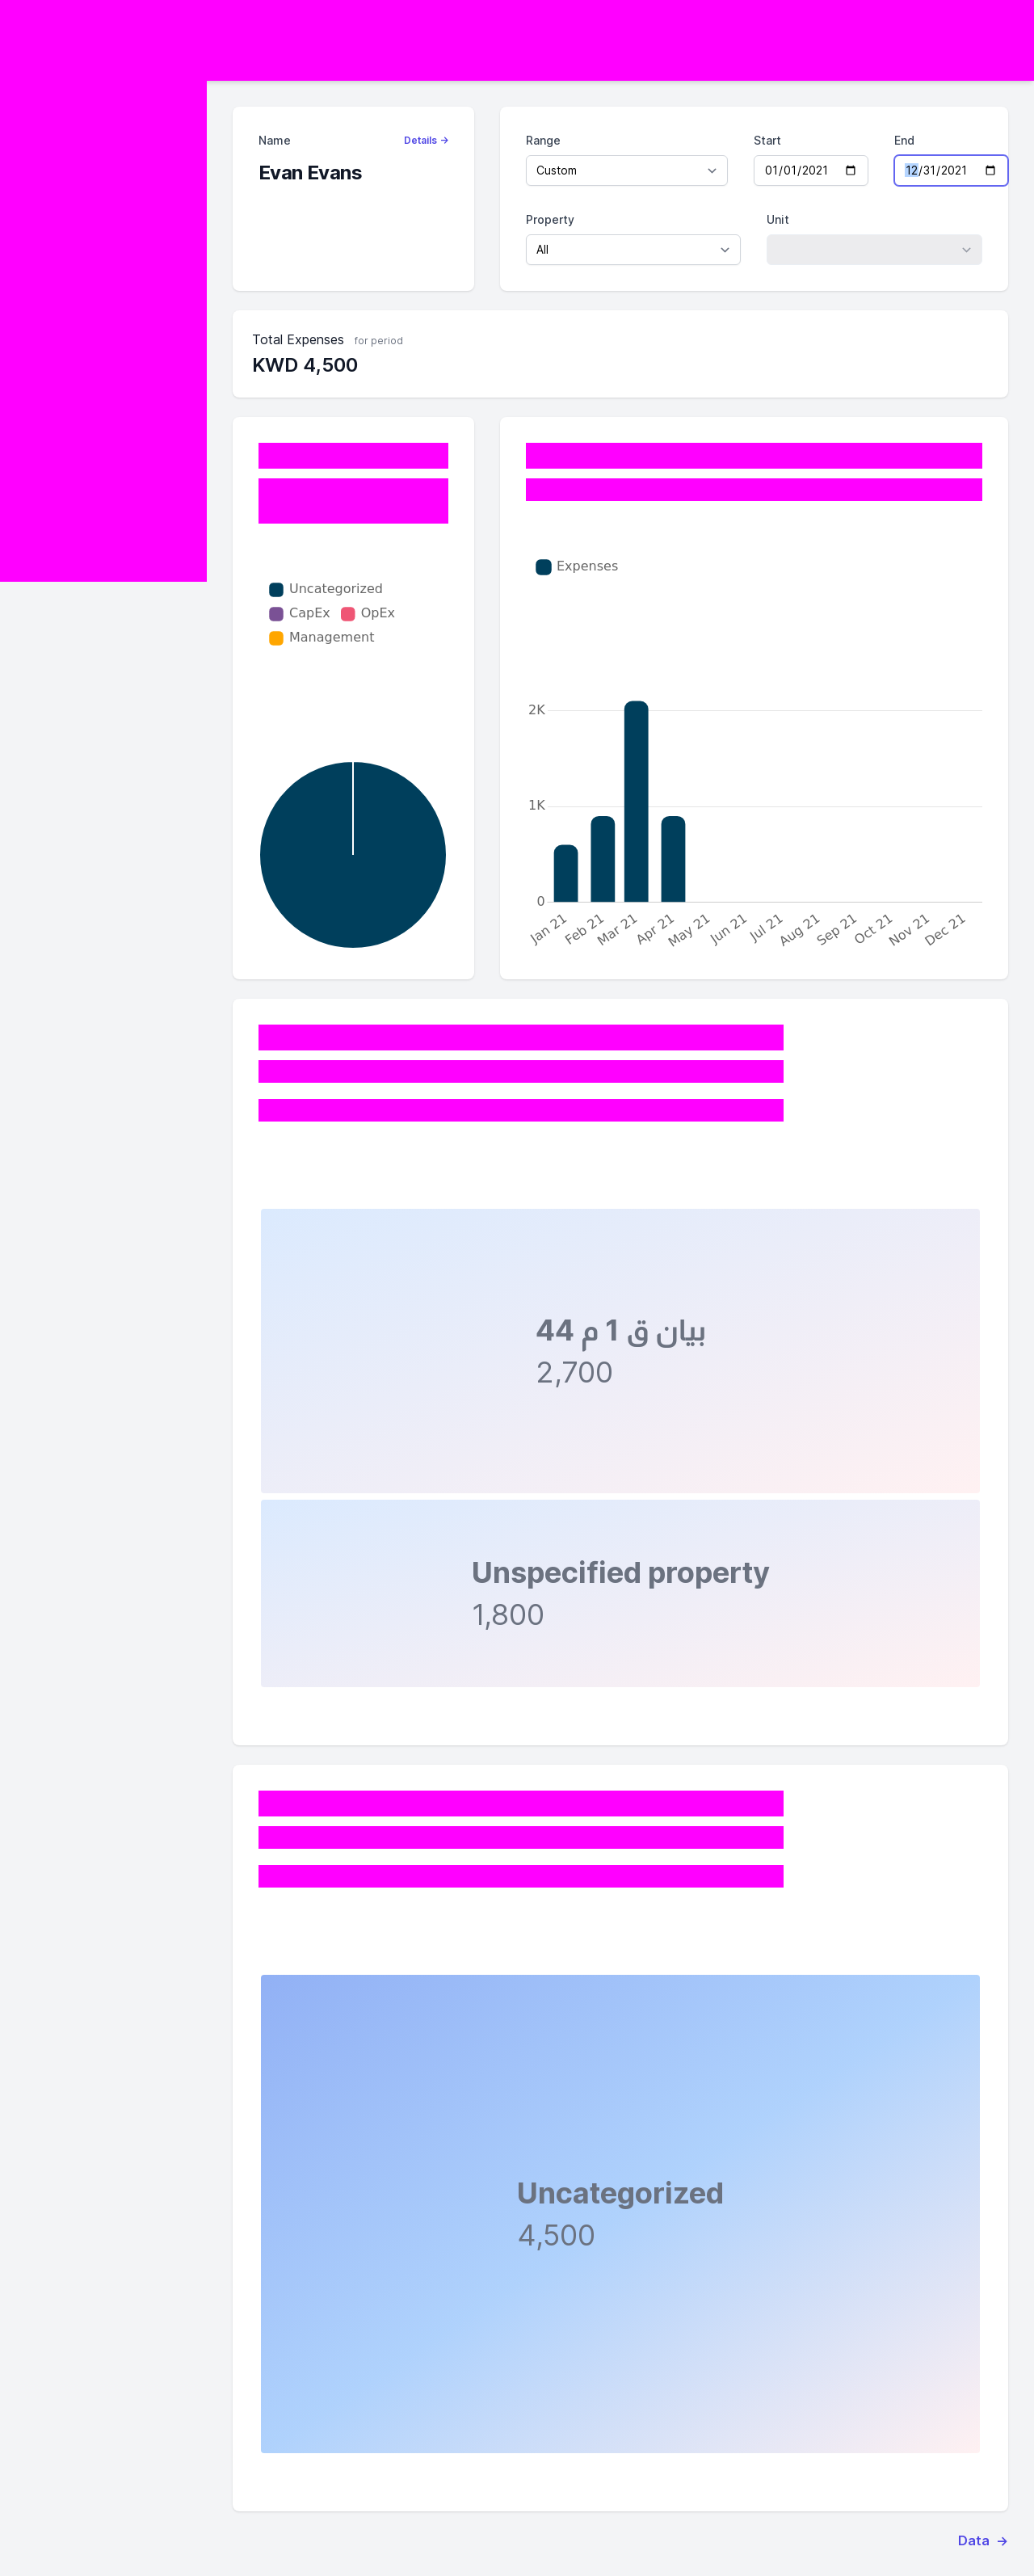 Name
Details →
Evan Evans
Range
Start
End
Custom
01/01/2021
12/31/2021
Property
Unit
All
Total Expenses for period
KWD 4,500
Uncategorized
CapEx
OpEx
Management
Expenses
2K
1K
0
Jan 21
Feb 21
Mar 21
Apr 21
May 21
Jun 21
Jul 21
Aug 21
Sep 21
Oct 21
Nov 21
Dec 21
بيان ق 1 م 44
2,700
Unspecified property
1,800
Uncategorized
4,500
Data →